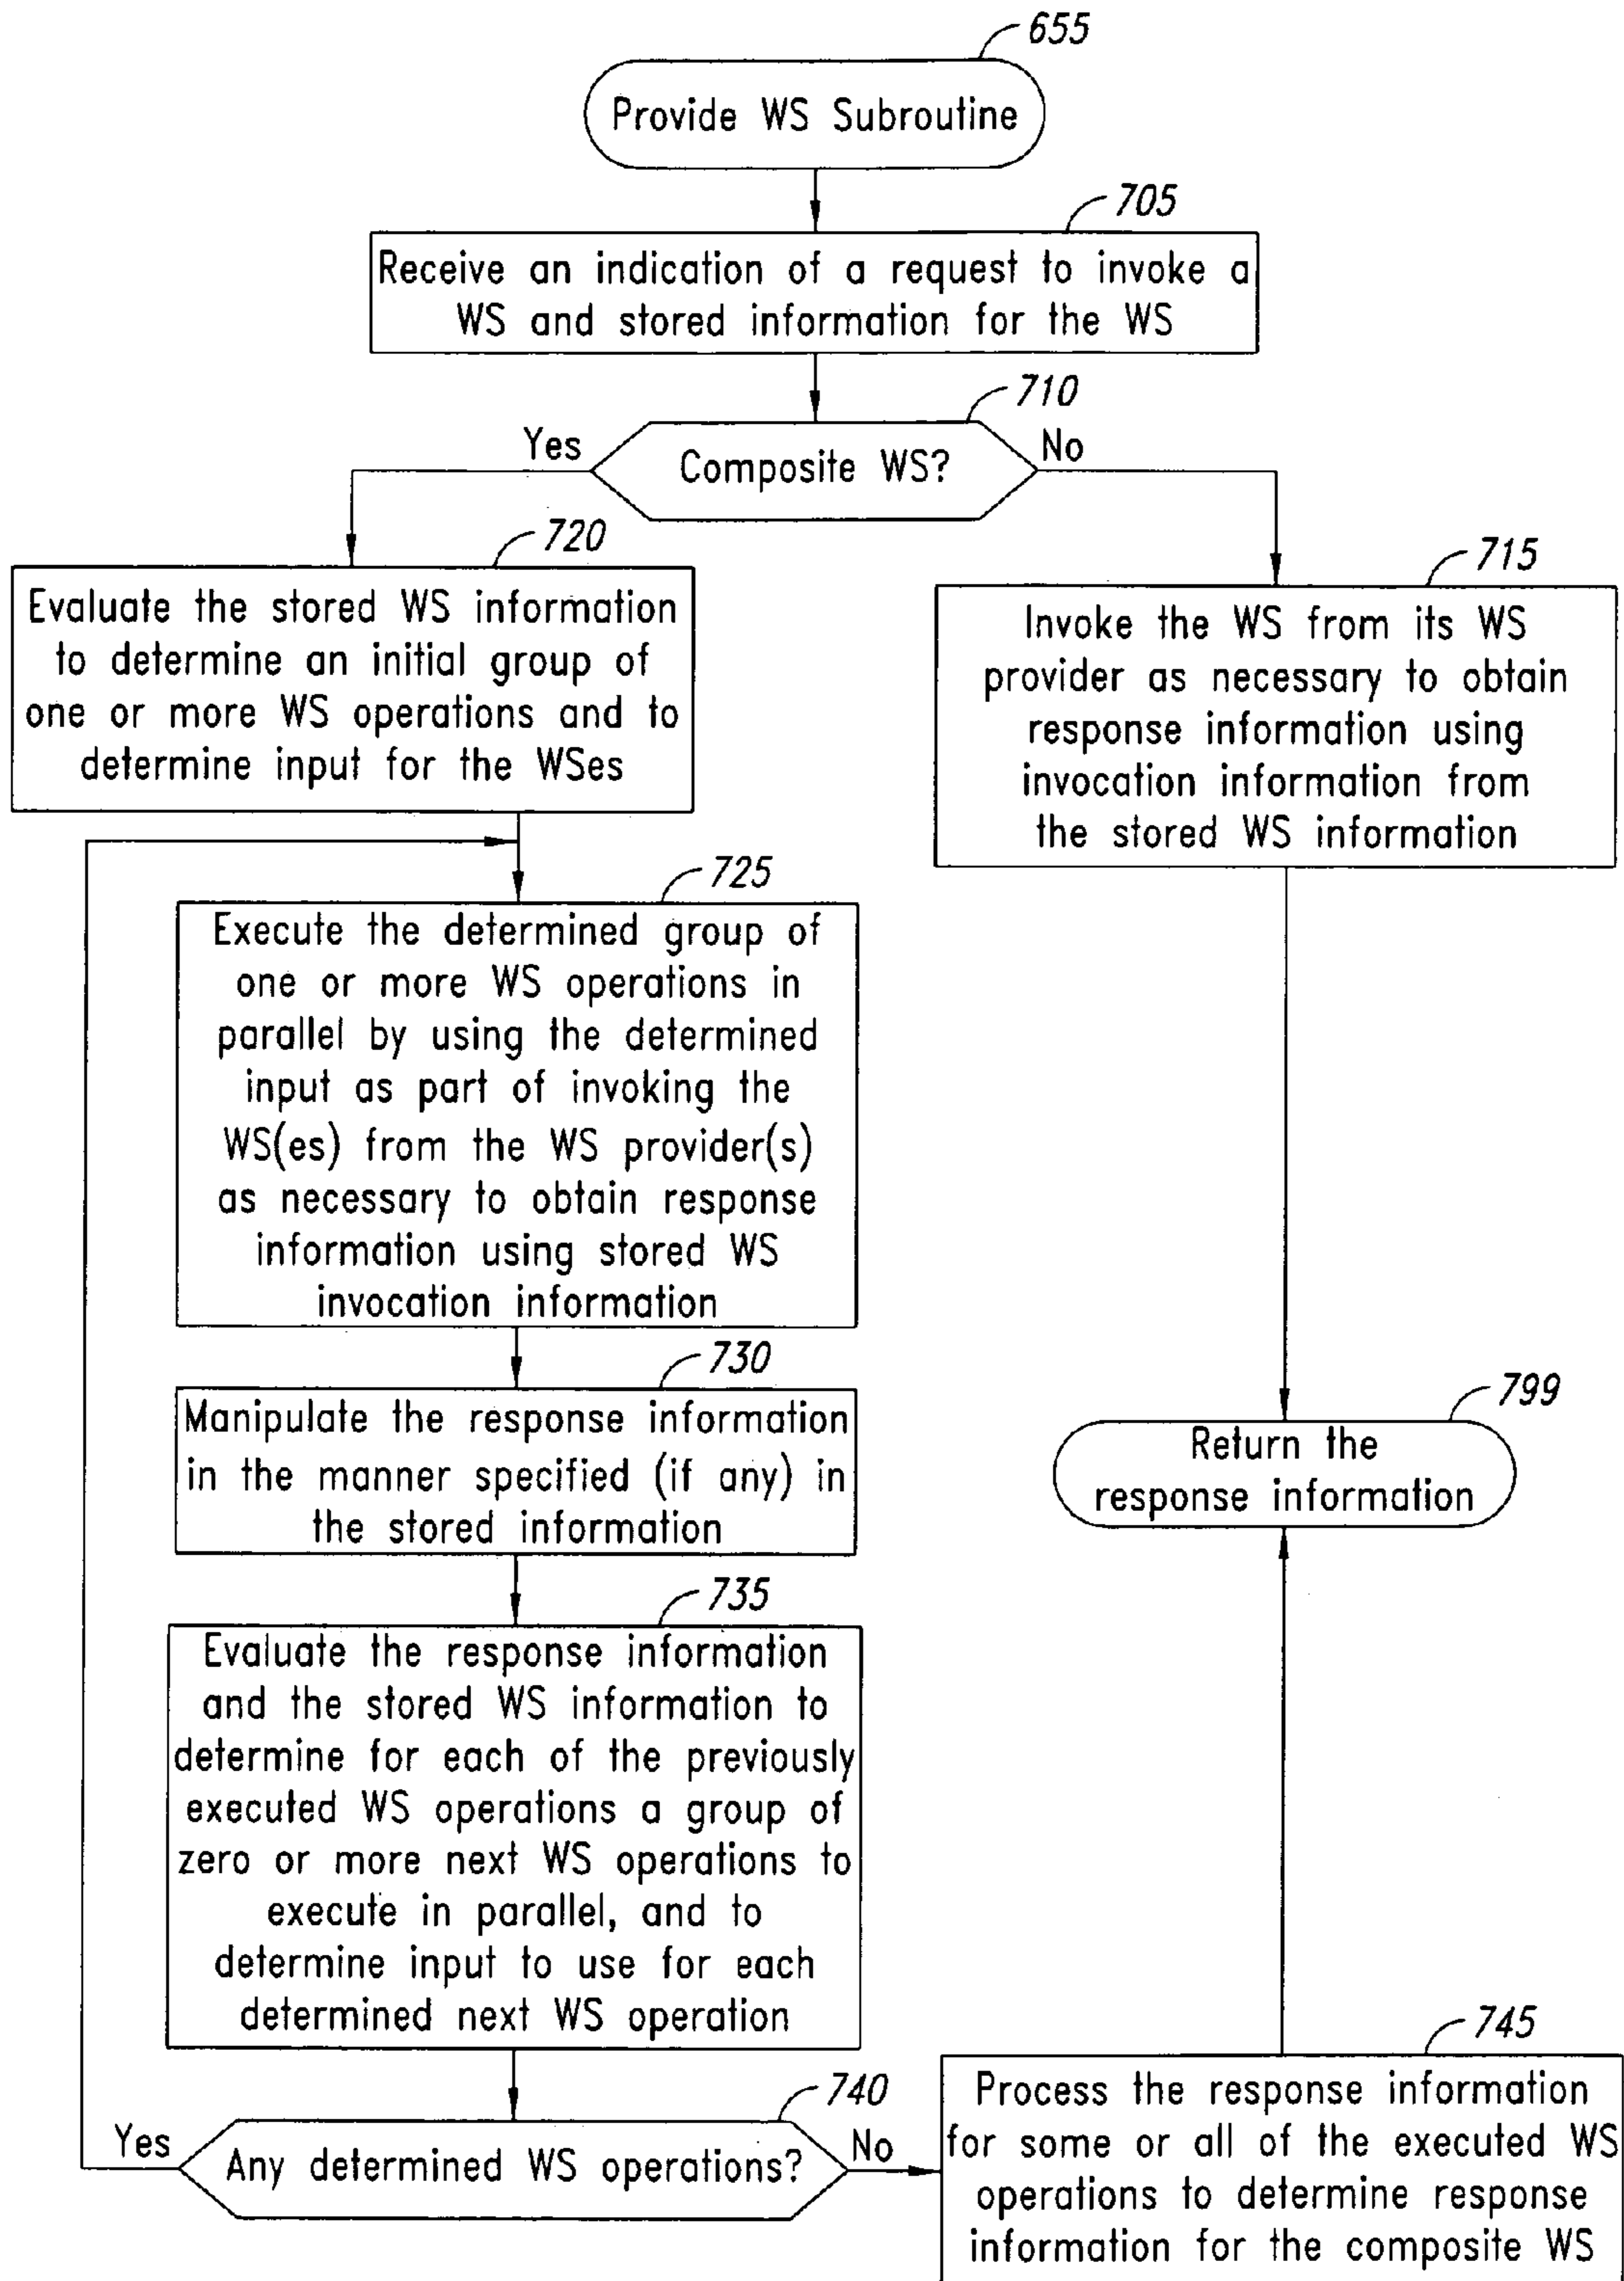 655
Provide WS Subroutine
705
Receive an indication of a request to invoke a
WS and stored information for the WS
710
Yes
Composite WS?
No
720
Evaluate the stored WS information
to determine an initial group of
one or more WS operations and to
determine input for the WSes
715
Invoke the WS from its WS
provider as necessary to obtain
response information using
invocation information from
the stored WS information
725
Execute the determined group of
one or more WS operations in
parallel by using the determined
input as part of invoking the
WS(es) from the WS provider(s)
as necessary to obtain response
information using stored WS
invocation information
730
Manipulate the response information
in the manner specified (if any) in
the stored information
799
Return the
response information
735
Evaluate the response information
and the stored WS information to
determine for each of the previously
executed WS operations a group of
zero or more next WS operations to
execute in parallel, and to
determine input to use for each
determined next WS operation
740
Yes
Any determined WS operations?
No
745
Process the response information
for some or all of the executed WS
operations to determine response
information for the composite WS